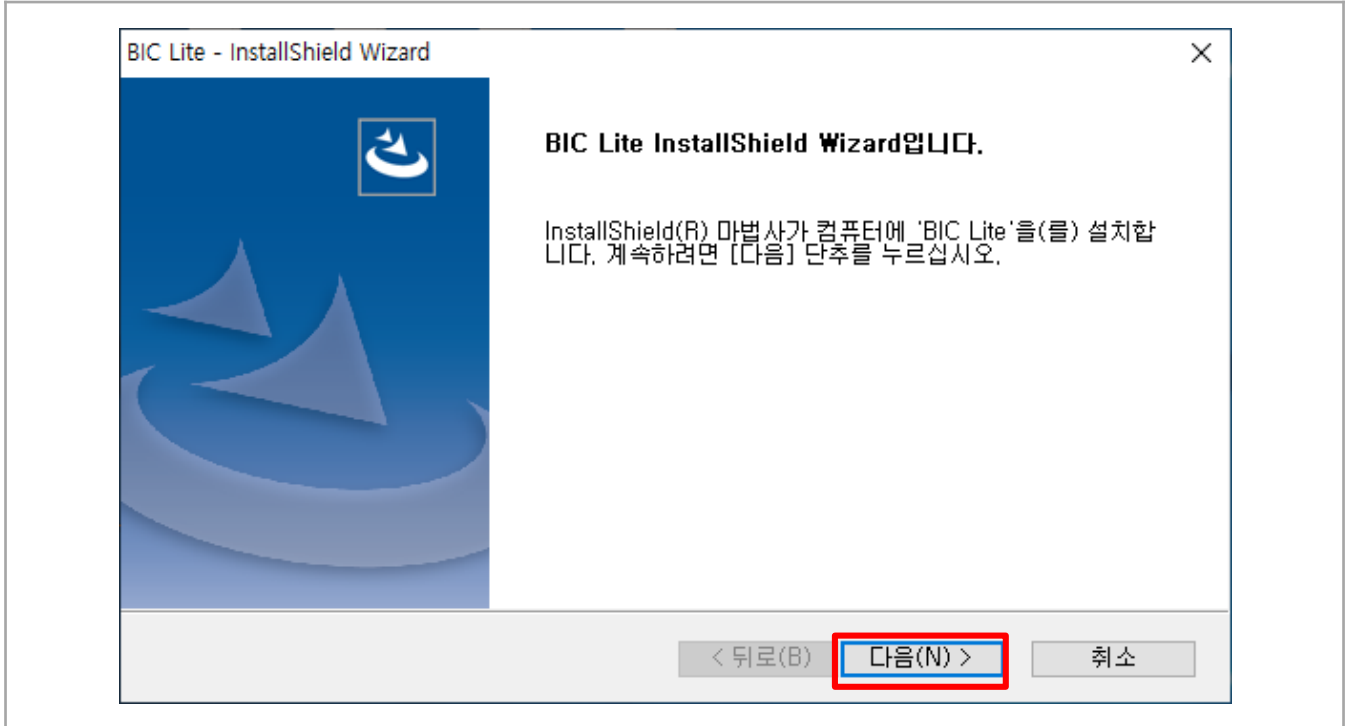 BIC Lite - InstallShield Wizard
BIC Lite InstallShield Wizard입니다.
InstallShield(R) 마법사가 컴퓨터에 'BIC Lite'을(를) 설치합
니다. 계속하려면 [다음] 단추를 누르십시오.
< 뒤로(B) 다음(N) > 취소